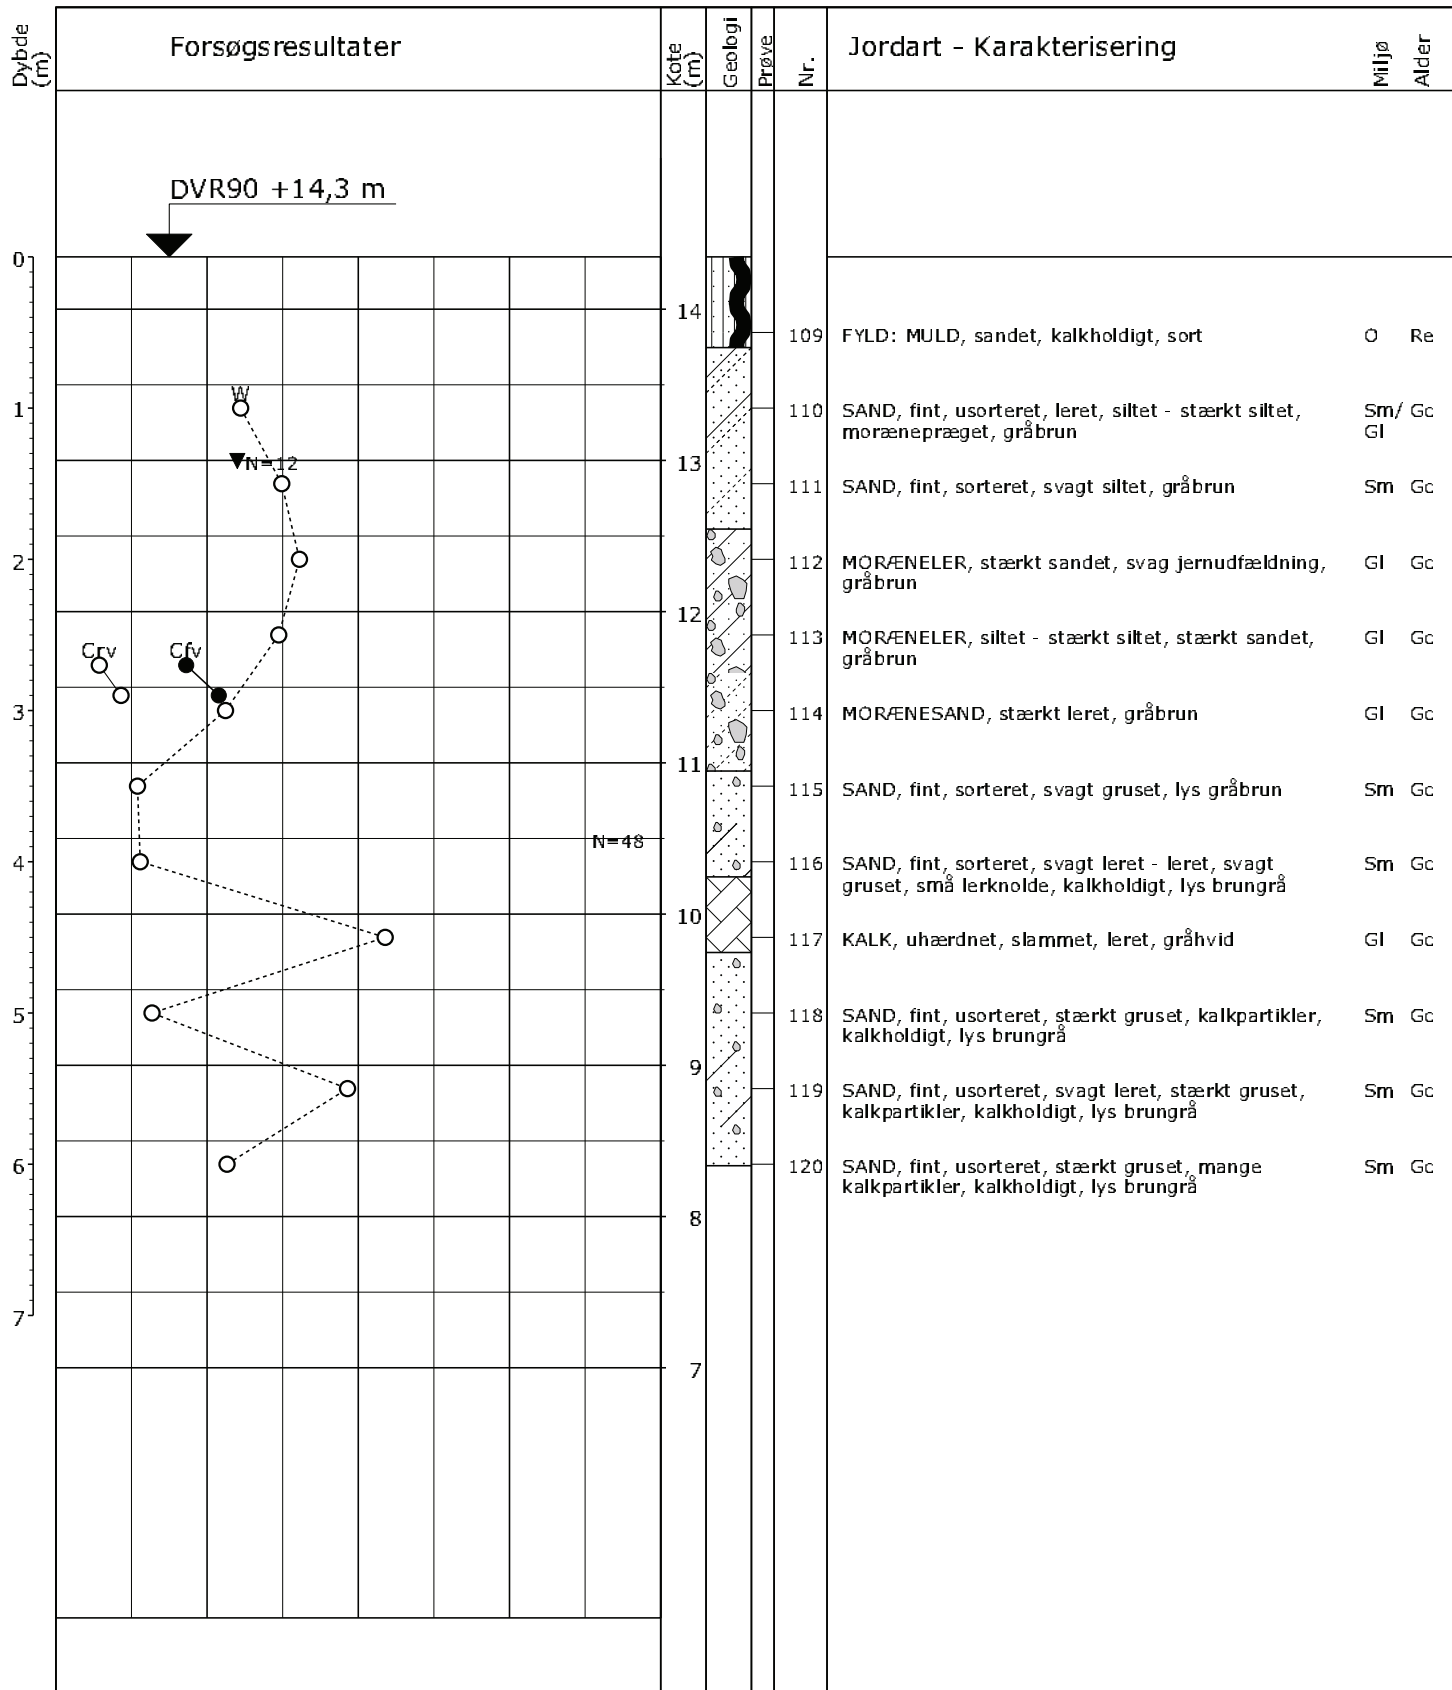 Dybde
(m)
Forsøgsresultater
Kote
(m)
Geologi
Prøve
Nr.
Jordart - Karakterisering
Miljø
Alder
DVR90 +14,3 m
0
14
109 FYLD: MULD, sandet, kalkholdigt, sort O Re
W
1
110 SAND, fint, usorteret, leret, siltet - stærkt siltet, Sm/ Gc
morænepræget, gråbrun Gl
N=12
13
111 SAND, fint, sorteret, svagt siltet, gråbrun Sm Gc
2
112 MORÆNELER, stærkt sandet, svag jernudfældning, Gl Gc
gråbrun
12
113 MORÆNELER, siltet - stærkt siltet, stærkt sandet, Gl Gc
gråbrun
Crv Cfv
3
114 MORÆNESAND, stærkt leret, gråbrun Gl Gc
11
115 SAND, fint, sorteret, svagt gruset, lys gråbrun Sm Gc
N=48
4
116 SAND, fint, sorteret, svagt leret - leret, svagt Sm Gc
gruset, små lerknolde, kalkholdigt, lys brungrå
10
117 KALK, uhærdnet, slammet, leret, gråhvid Gl Gc
5
118 SAND, fint, usorteret, stærkt gruset, kalkpartikler, Sm Gc
kalkholdigt, lys brungrå
9
119 SAND, fint, usorteret, svagt leret, stærkt gruset, Sm Gc
kalkpartikler, kalkholdigt, lys brungrå
6
120 SAND, fint, usorteret, stærkt gruset, mange Sm Gc
kalkpartikler, kalkholdigt, lys brungrå
8
7
7